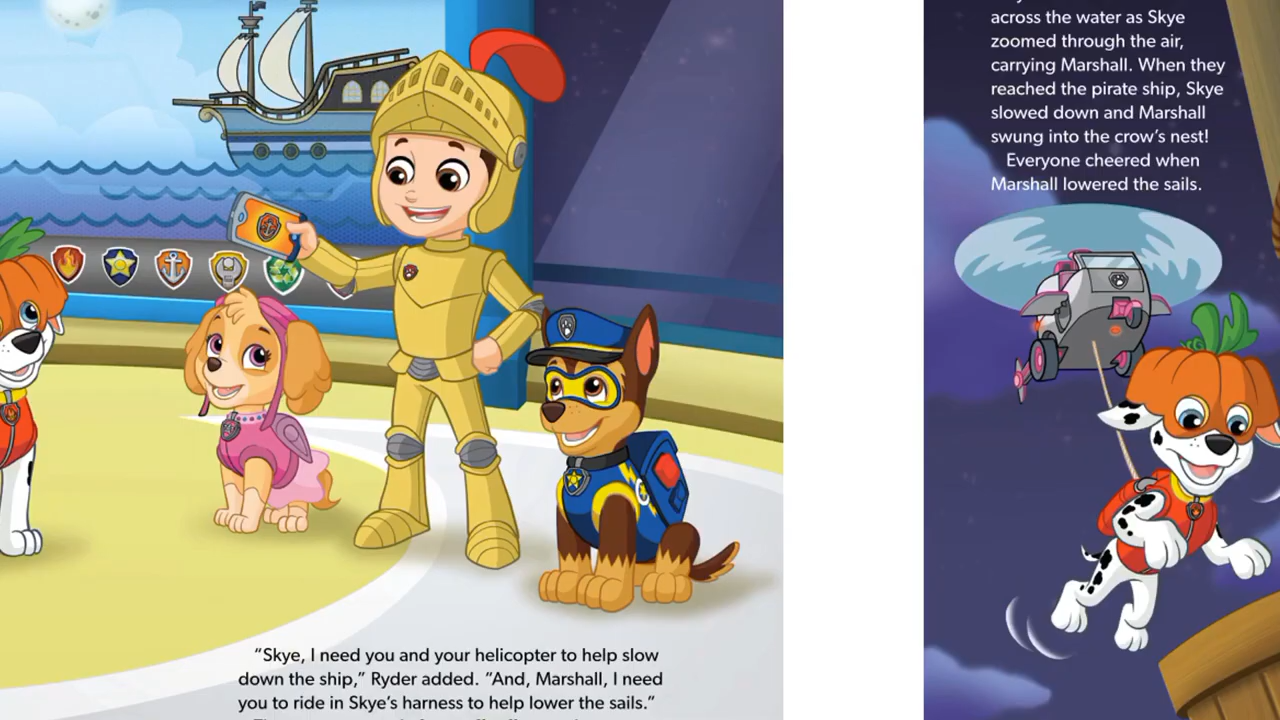 “Skye, I need you and your helicopter to help slow
down the ship,” Ryder added. “And, Marshall, I need
you to ride in Skye’s harness to help lower the sails.”
across the water as Skye
zoomed through the air,
carrying Marshall. When they
reached the pirate ship, Skye
slowed down and Marshall
swung into the crow’s nest!
Everyone cheered when
Marshall lowered the sails.